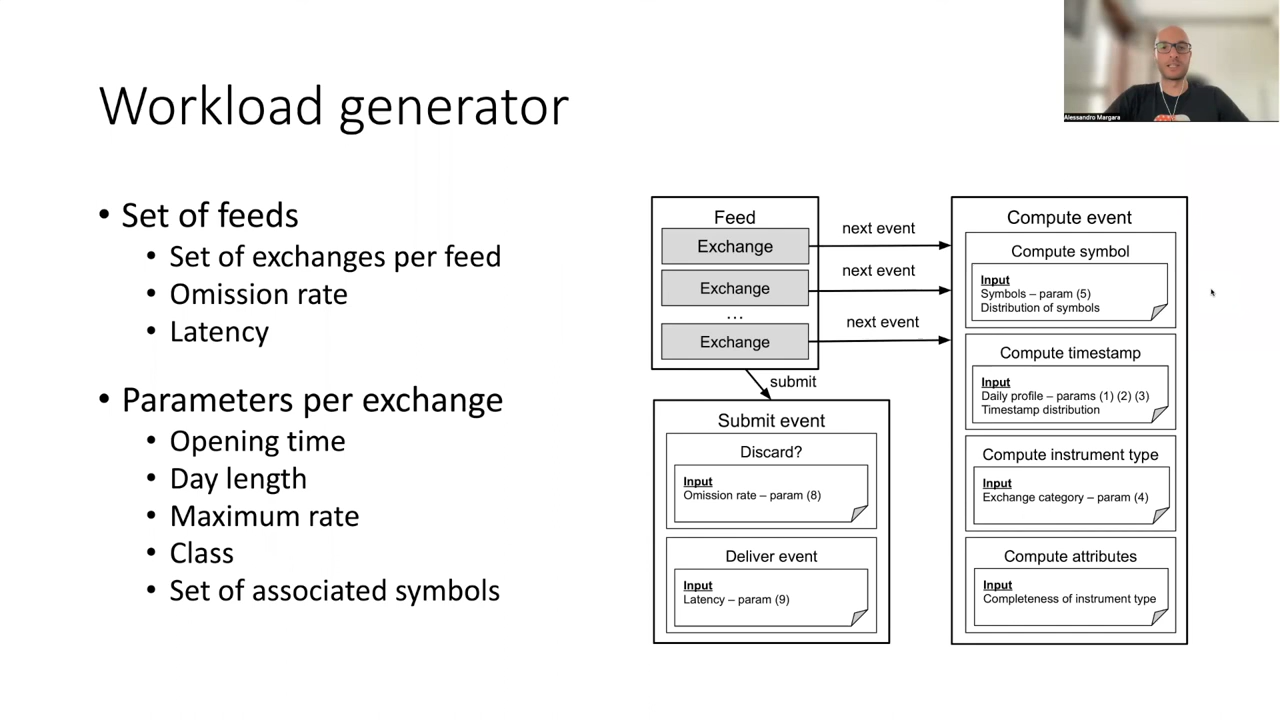 Workload generator
• Set of feeds
• Set of exchanges per feed
• Omission rate
• Latency
• Parameters per exchange
• Opening time
• Day length
• Maximum rate
• Class
• Set of associated symbols
Feed
Exchange
Exchange
...
Exchange
next event
next event
next event
submit
Submit event
Discard?
Input
Omission rate – param (8)
Deliver event
Input
Latency – param (9)
Compute event
Compute symbol
Input
Symbols – param (5)
Distribution of symbols
Compute timestamp
Input
Daily profile – params (1) (2) (3)
Timestamp distribution
Compute instrument type
Input
Exchange category – param (4)
Compute attributes
Input
Completeness of instrument type
Alessandro Margara